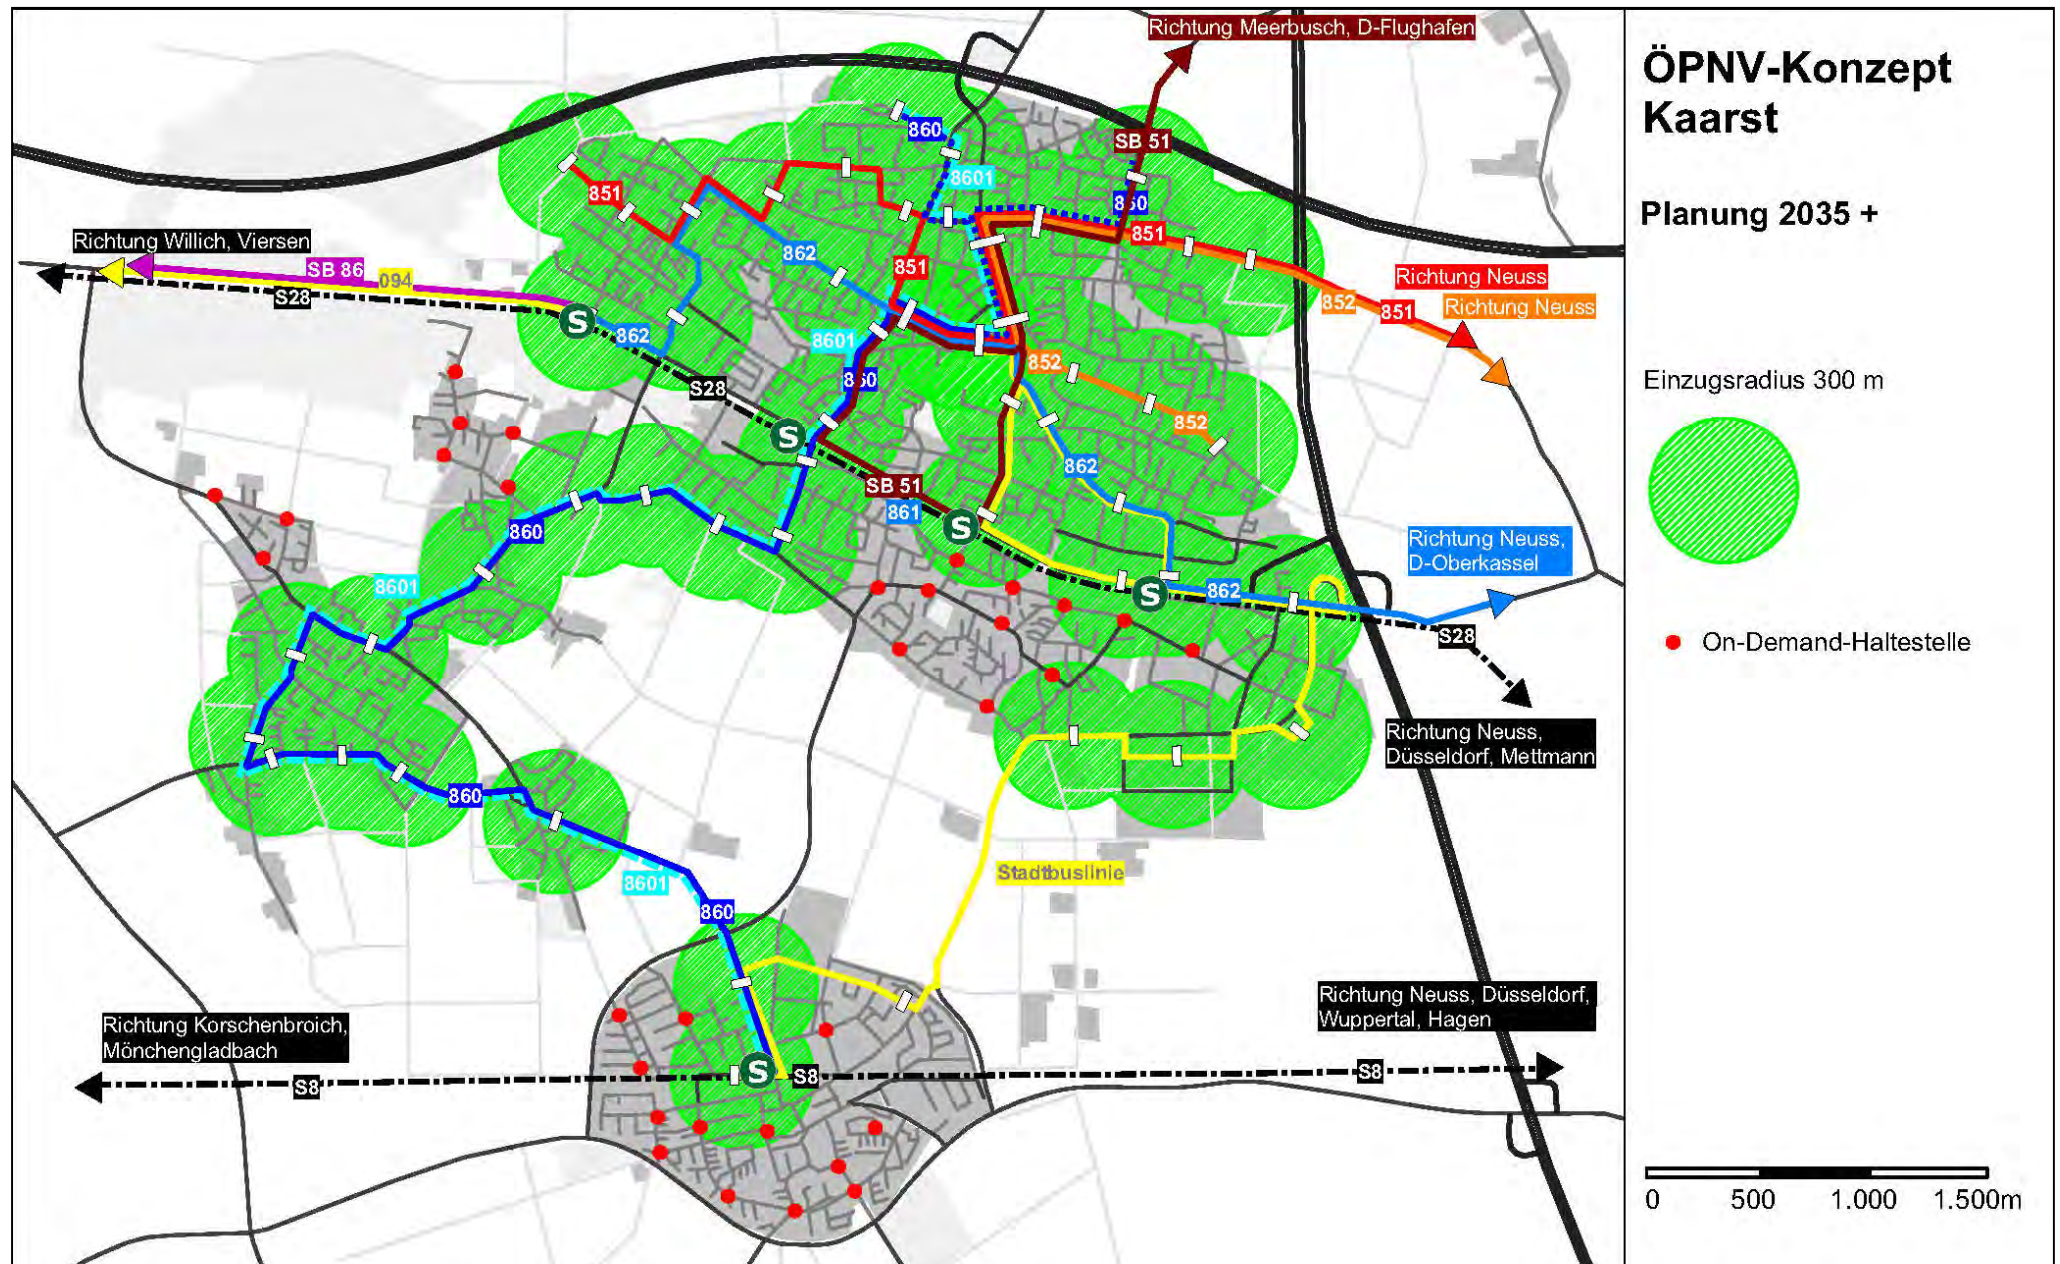 Richtung Meerbusch, D-Flughafen
ÖPNV-Konzept
Kaarst
Planung 2035 +
860
SB 51
8601
851
860
851
Richtung Willich, Viersen
SB 86
094
S28
862
851
Richtung Neuss
852
851
Richtung Neuss
S
862
8601
852
S28
860
Einzugsradius 300 m
852
S
862
SB 51
861
S
860
Richtung Neuss,
D-Oberkassel
8601
S
862
S28
On-Demand-Haltestelle
Richtung Neuss,
Düsseldorf, Mettmann
860
8601
Stadtbuslinie
860
Richtung Korschenbroich,
Mönchengladbach
Richtung Neuss, Düsseldorf,
Wuppertal, Hagen
S8
S
S8
S8
0 500 1.000 1.500m